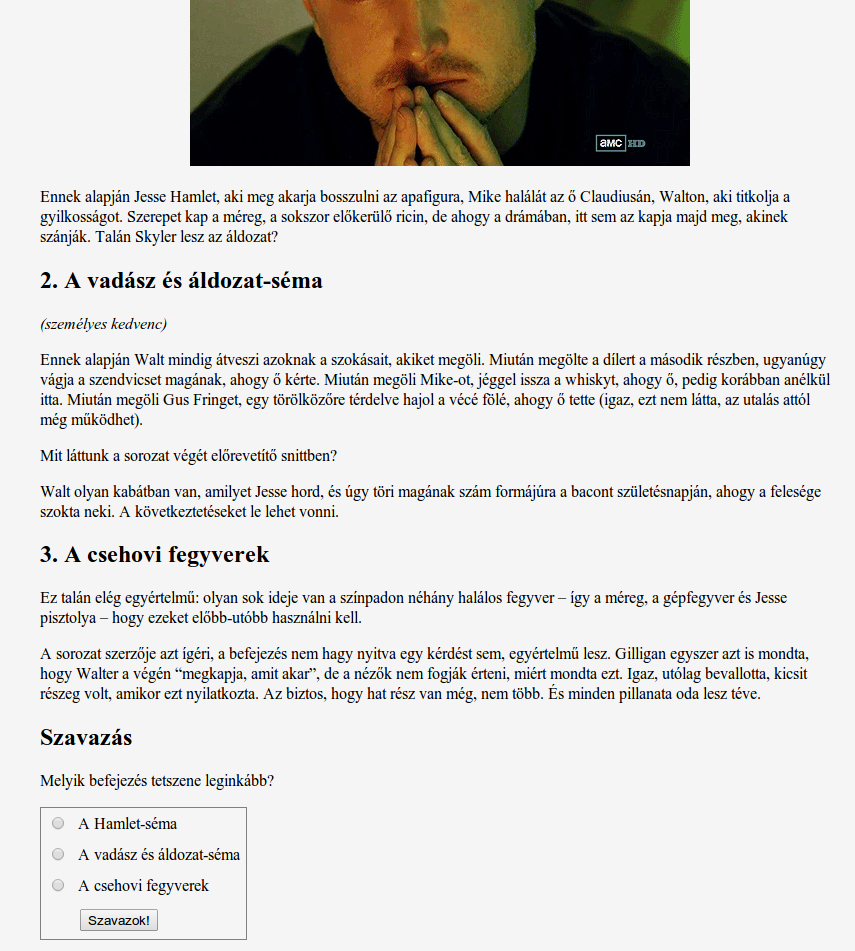 amc HD
Ennek alapján Jesse Hamlet, aki meg akarja bosszulni az apafigura, Mike halálát az ő Claudiusán, Walton, aki titkolja a
gyilkosságot. Szerepet kap a méreg, a sokszor előkerülő ricin, de ahogy a drámában, itt sem az kapja majd meg, akinek
szánják. Talán Skyler lesz az áldozat?
2. A vadász és áldozat-séma
(személyes kedvenc)
Ennek alapján Walt mindig átveszi azoknak a szokásait, akiket megöli. Miután megölte a dílert a második részben, ugyanúgy
vágja a szendvicset magának, ahogy ő kérte. Miután megöli Mike-ot, jéggel issza a whiskyt, ahogy ő, pedig korábban anélkül
itta. Miután megöli Gus Fringet, egy törölközőre térdelve hajol a vécé fölé, ahogy ő tette (igaz, ezt nem látta, az utalás attól
még működhet).
Mit láttunk a sorozat végét előrevetítő snittben?
Walt olyan kabátban van, amilyet Jesse hord, és úgy töri magának szám formájúra a bacont születésnapján, ahogy a felesége
szokta neki. A következtetéseket le lehet vonni.
3. A csehovi fegyverek
Ez talán elég egyértelmű: olyan sok ideje van a színpadon néhány halálos fegyver – így a méreg, a gépfegyver és Jesse
pisztolya – hogy ezeket előbb-utóbb használni kell.
A sorozat szerzője azt ígéri, a befejezés nem hagy nyitva egy kérdést sem, egyértelmű lesz. Gilligan egyszer azt is mondta,
hogy Walter a végén “megkapja, amit akar”, de a nézők nem fogják érteni, miért mondta ezt. Igaz, utólag bevallotta, kicsit
részeg volt, amikor ezt nyilatkozta. Az biztos, hogy hat rész van még, nem több. És minden pillanata oda lesz téve.
Szavazás
Melyik befejezés tetszene leginkább?
A Hamlet-séma
A vadász és áldozat-séma
A csehovi fegyverek
Szavazok!